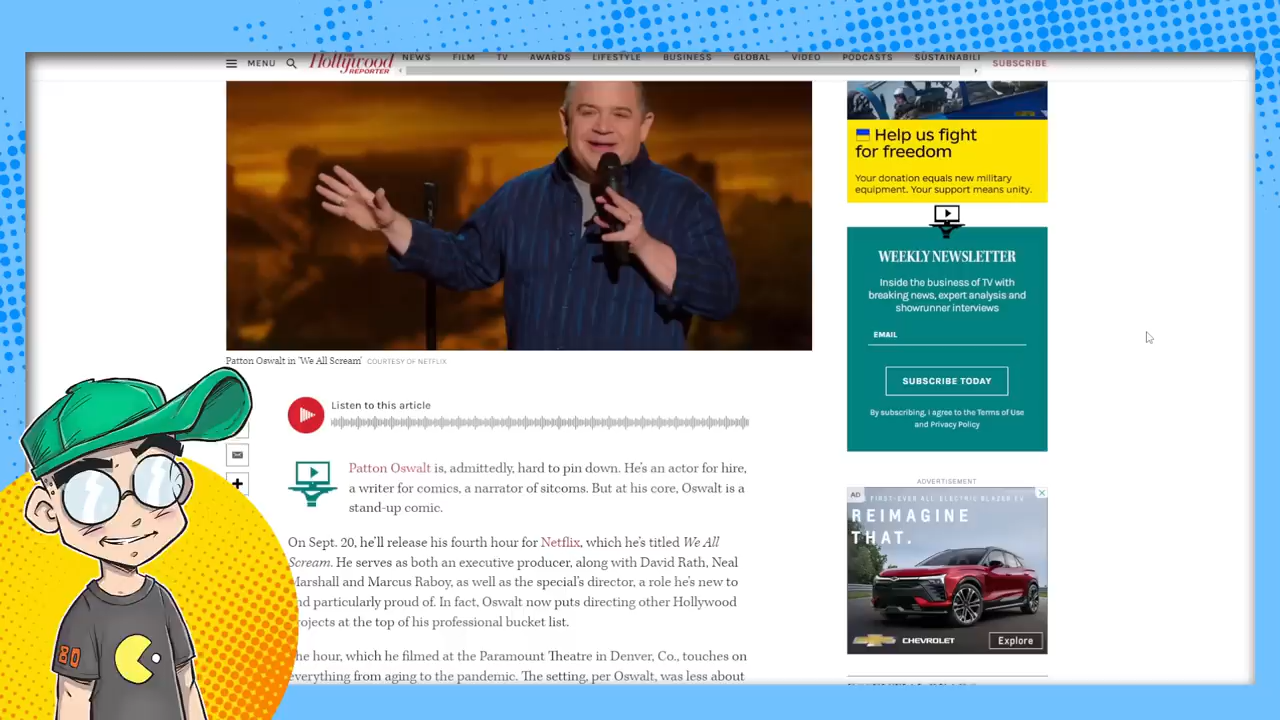 MENU
Hollywood
REPORTER
NEWS FILM TV AWARDS LIFESTYLE BUSINESS GLOBAL VIDEO PODCASTS SUSTAINABILI
SUBSCRIBE
Help us fight
for freedom
Your donation equals new military
equipment. Your support means unity.
WEEKLY NEWSLETTER
Inside the business of TV with
breaking news, expert analysis and
showrunner interviews
EMAIL
SUBSCRIBE TODAY
By subscribing, I agree to the Terms of Use
and Privacy Policy
Patton Oswalt in 'We All Scream' COURTESY OF NETFLIX
Listen to this article
Patton Oswalt is, admittedly, hard to pin down. He's an actor for hire,
a writer for comics, a narrator of sitcoms. But at his core, Oswalt is a
stand-up comic.
On Sept. 20, he'll release his fourth hour for Netflix, which he's titled We All
Scream. He serves as both an executive producer, along with David Rath, Neal
Marshall and Marcus Raboy, as well as the special's director, a role he's new to
nd particularly proud of. In fact, Oswalt now puts directing other Hollywood
rojects at the top of his professional bucket list.
he hour, which he filmed at the Paramount Theatre in Denver, Co., touches on
everything from aging to the pandemic. The setting, per Oswalt, was less about
ADVERTISEMENT
AD
FIRST-EVER ALL ELECTRIC BLAZER EV
REIMAGINE
THAT.
CHEVROLET
Explore
80